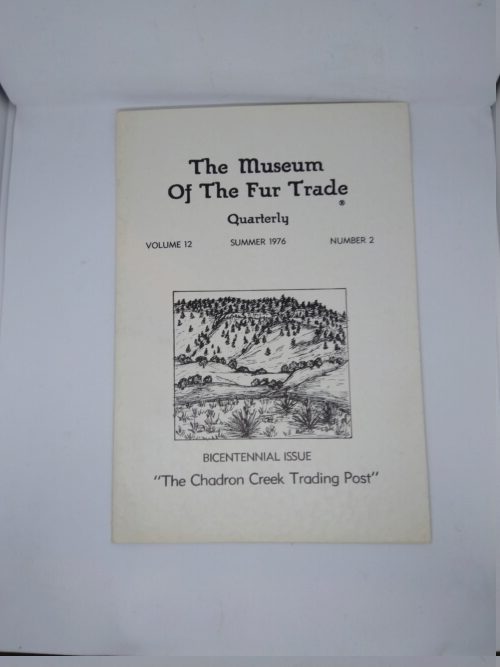 The Museum
Of The Fur Trade
®
Quarterly
VOLUME 12 SUMMER 1976 NUMBER 2
BICENTENNIAL ISSUE
"The Chadron Creek Trading Post"